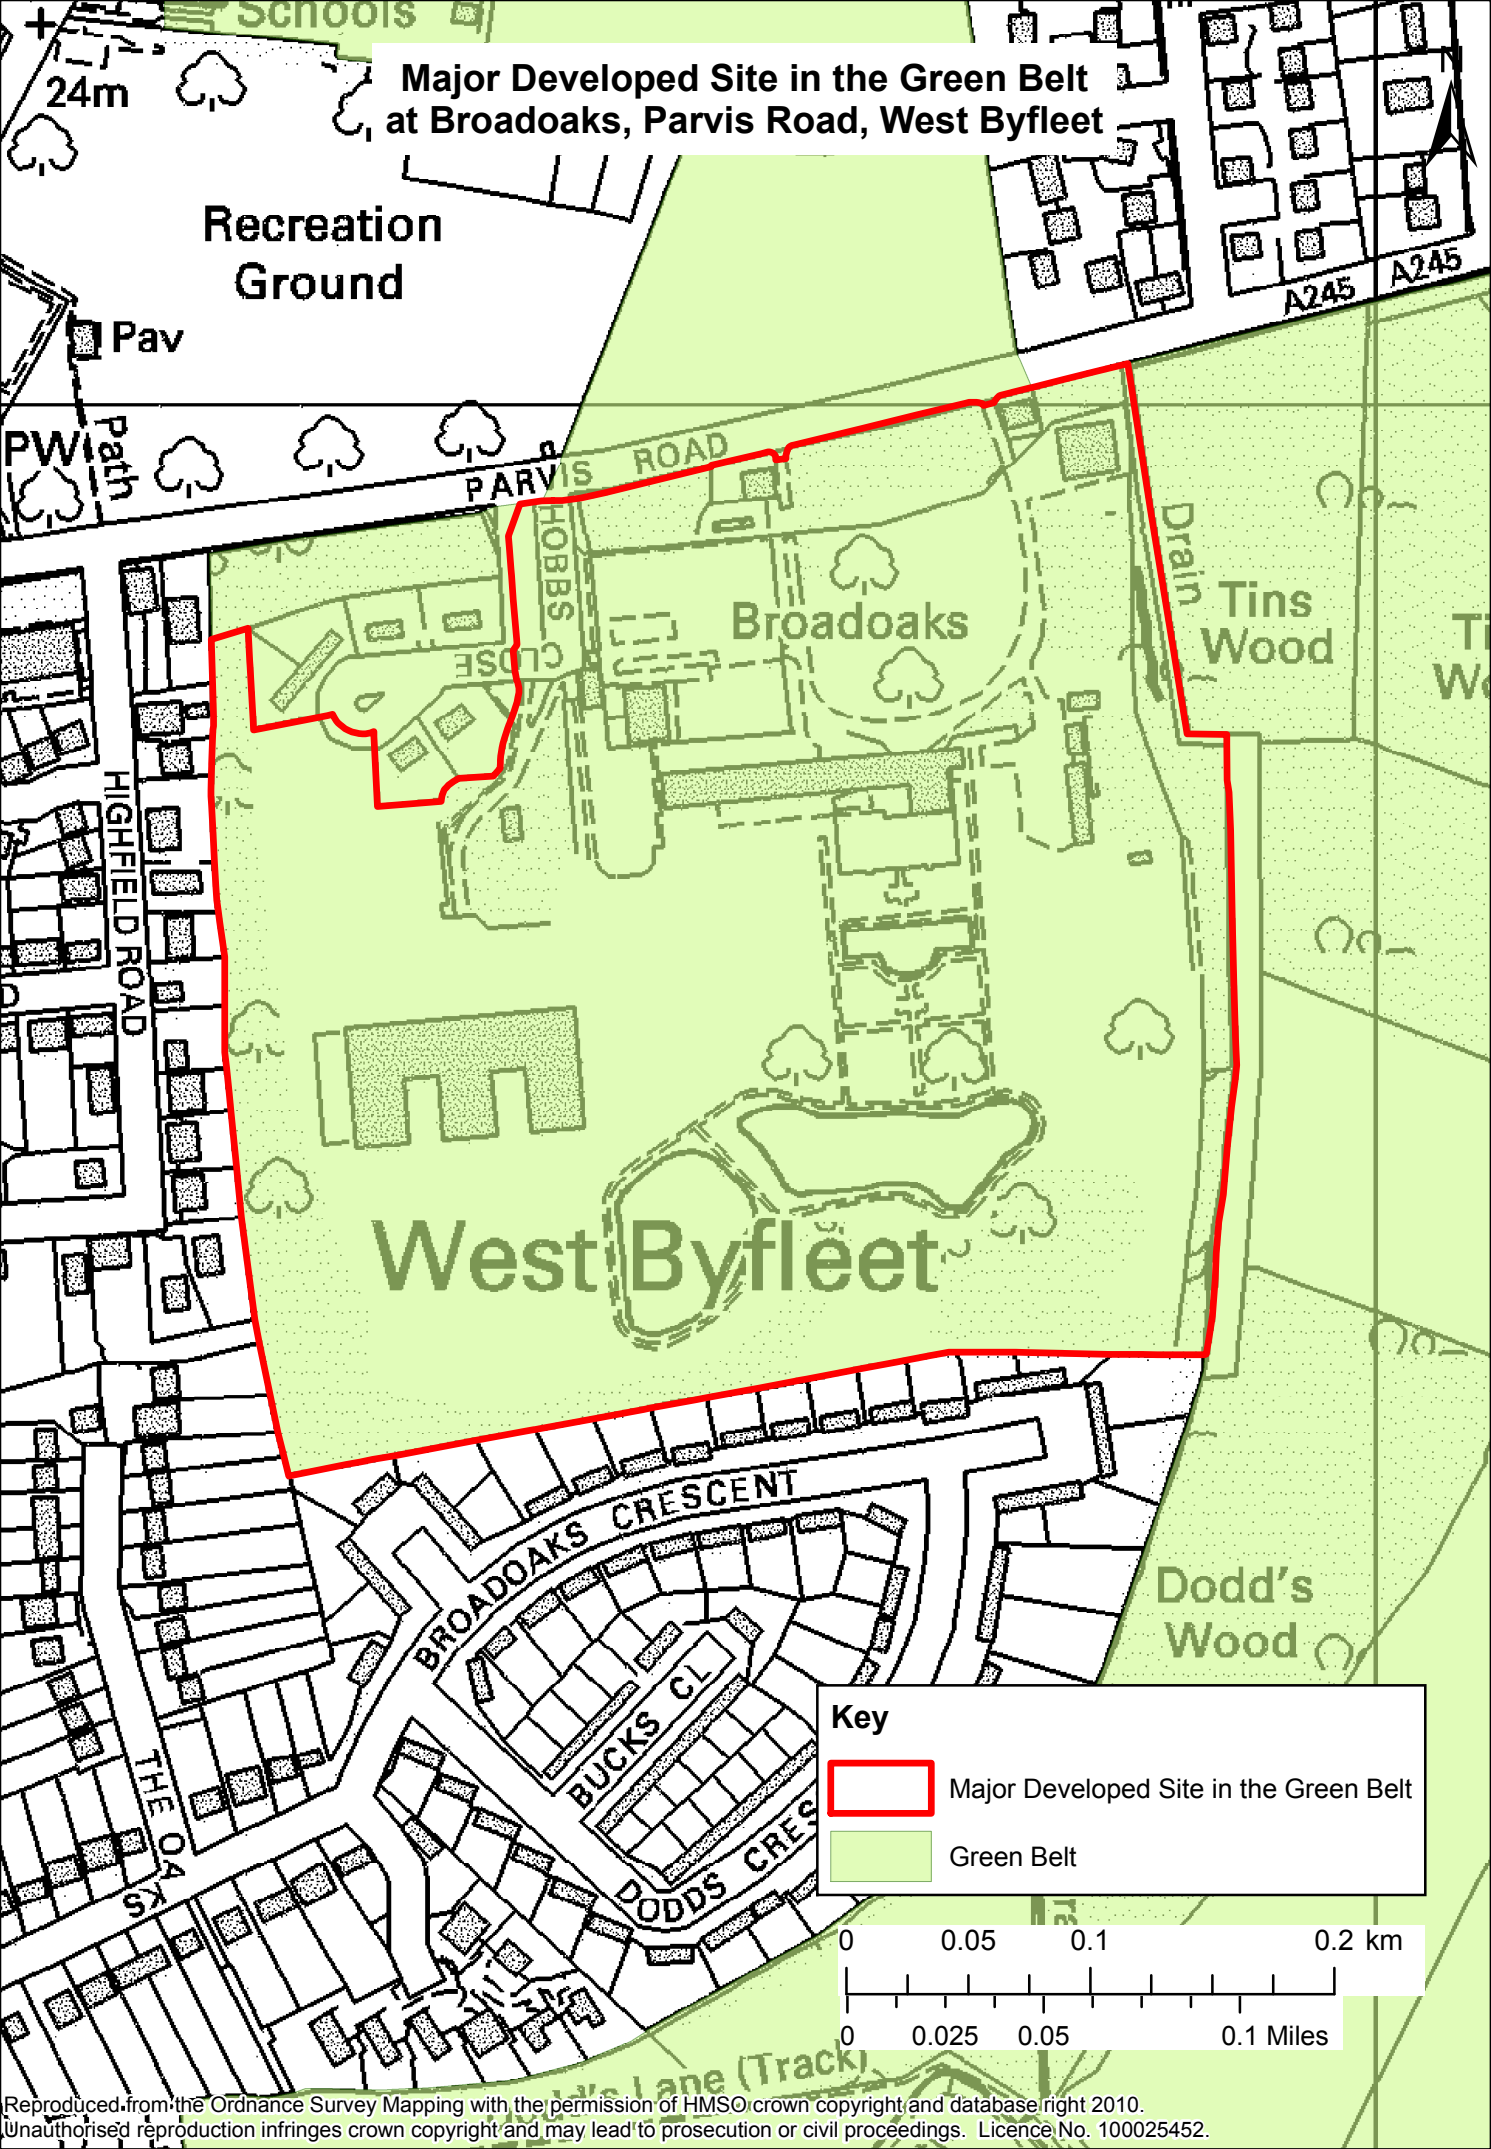 Schools
Major Developed Site in the Green Belt
at Broadoaks, Parvis Road, West Byfleet
24m
N
Recreation
Ground
Pav
A245
A245
PW
Path
PARVIS ROAD
HOBBS
CLOSE
Broadoaks
Drain
Tins
Wood
HIGHFIELD ROAD
West Byfleet
BROADOAKS CRESCENT
BUCKS CL
DODDS CRES
THE OAKS
Dodd's
Wood
Key
Major Developed Site in the Green Belt
Green Belt
0 0.05 0.1 0.2 km
0 0.025 0.05 0.1 Miles
Dodd's Lane (Track)
Reproduced from the Ordnance Survey Mapping with the permission of HMSO crown copyright and database right 2010.
Unauthorised reproduction infringes crown copyright and may lead to prosecution or civil proceedings. Licence No. 100025452.